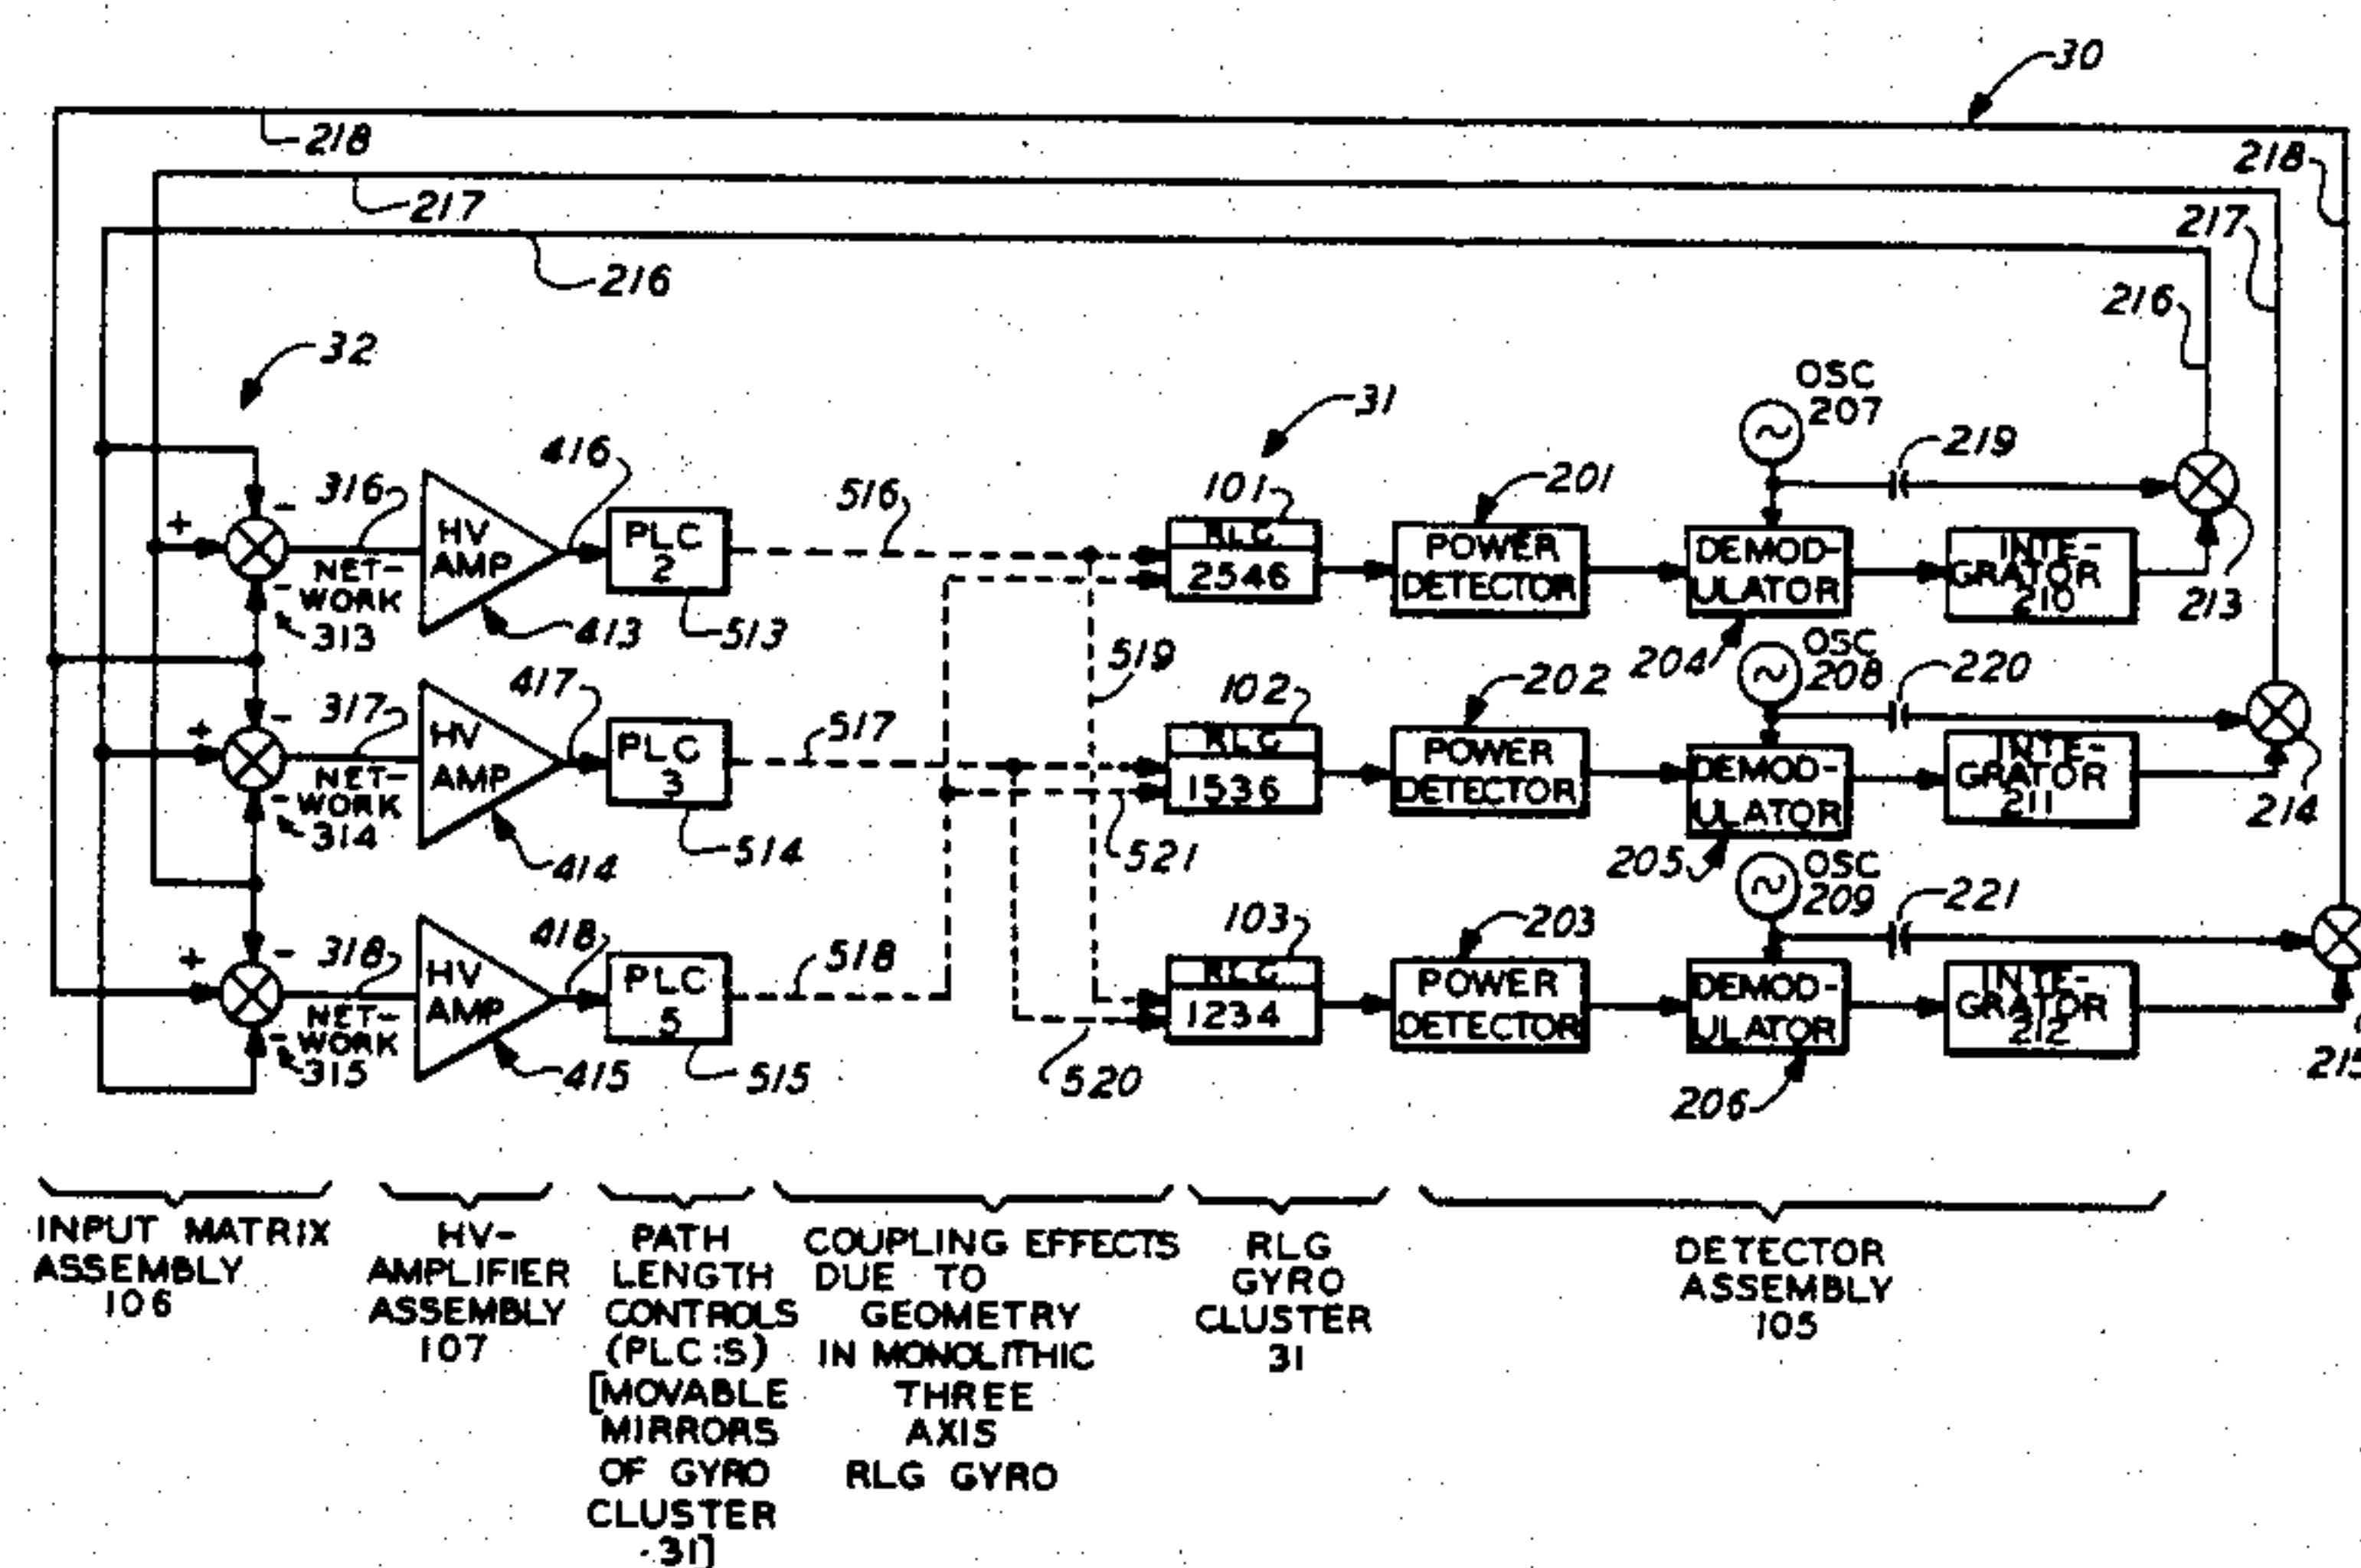 30
218
218
217
217
216
216
32
31
OSC
207
219
416
316
516
101
201
-
+
HV
AMP
PLC
2
RLG
2546
POWER
DETECTOR
DEMOD-
ULATOR
INTE-
GRATOR
210
213
-
NET-
WORK
313
413
513
519
204
OSC
208
220
417
317
517
102
202
-
+
HV
AMP
PLC
3
RLG
1536
POWER
DETECTOR
DEMOD-
ULATOR
INTE-
GRATOR
211
214
-
NET-
WORK
314
414
514
521
205
OSC
209
221
418
318
518
103
203
-
+
HV
AMP
PLC
5
RLG
1234
POWER
DETECTOR
DEMOD-
ULATOR
INTE-
GRATOR
212
215
-
NET-
WORK
315
415
515
520
206
INPUT MATRIX
ASSEMBLY
106
HV-
AMPLIFIER
ASSEMBLY
107
PATH
LENGTH
CONTROLS
(PLC:S)
[MOVABLE
MIRRORS
OF GYRO
CLUSTER
31]
COUPLING EFFECTS
DUE TO
GEOMETRY
IN MONOLITHIC
THREE
AXIS
RLG GYRO
RLG
GYRO
CLUSTER
31
DETECTOR
ASSEMBLY
105